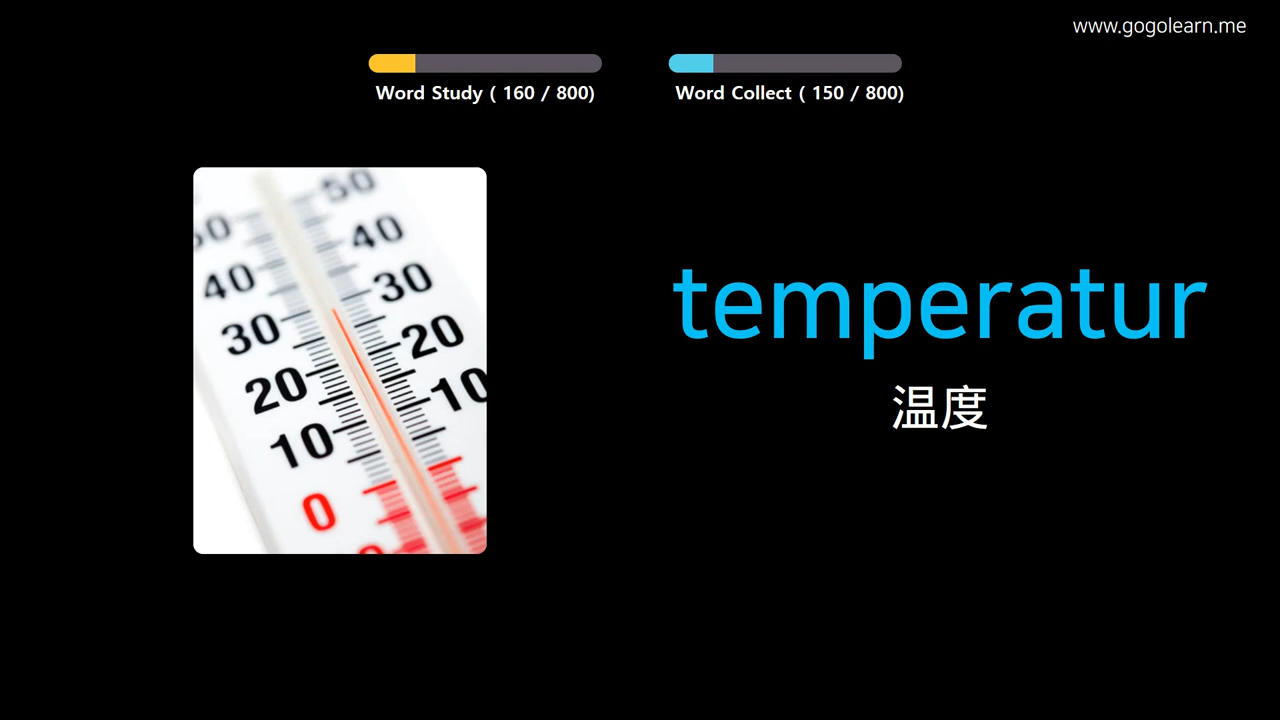 www.gogolearn.me
Word Study ( 160 / 800)
Word Collect ( 150 / 800)
50
50
40
40
30
30
20
20
10
10
0
temperatur
温度